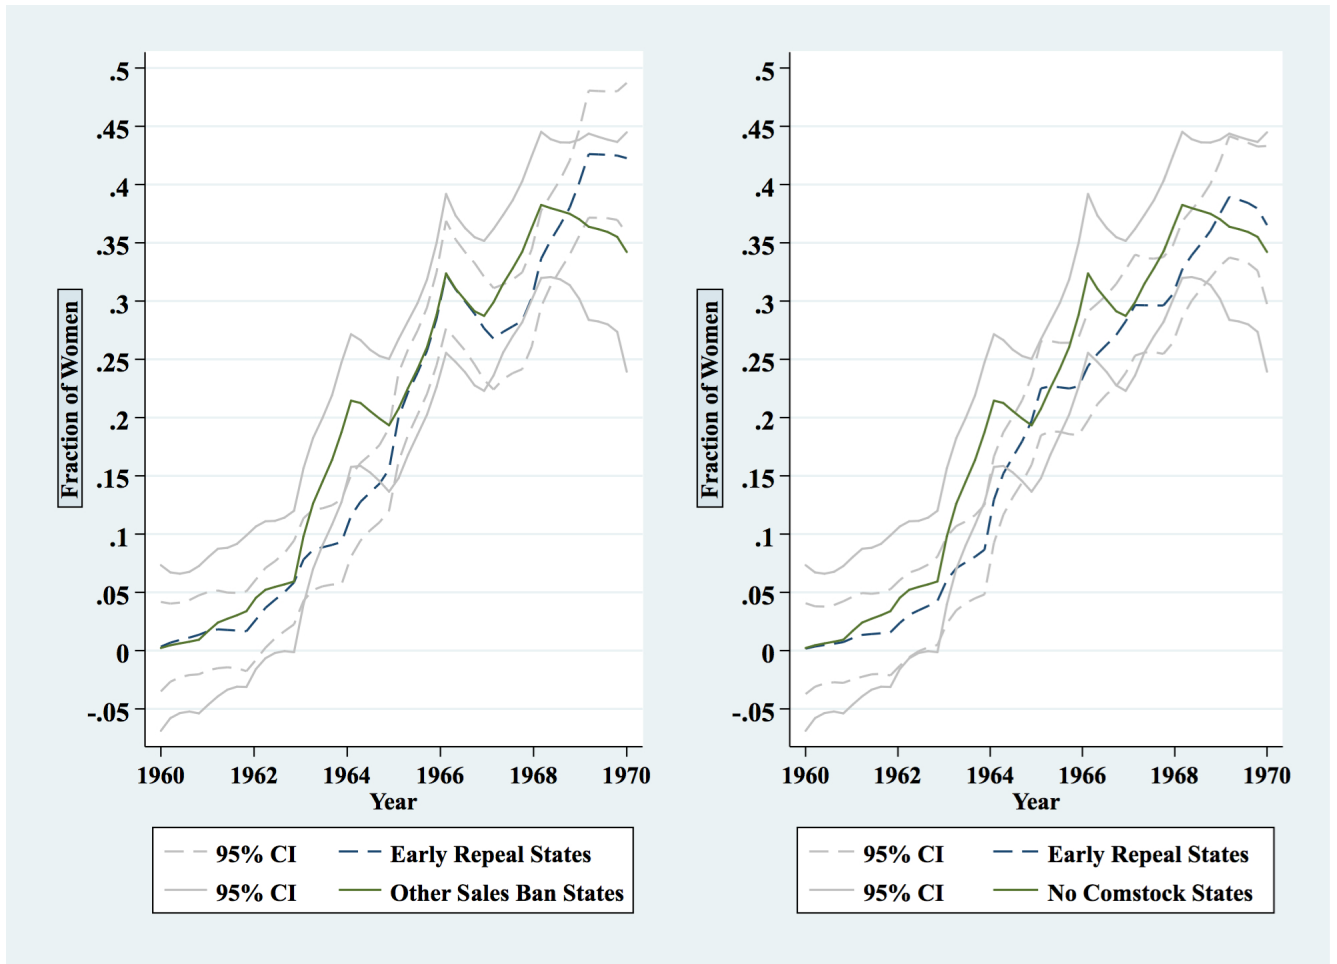 .5
.45
.4
.35
.3
.25
.2
.15
.1
.05
0
-.05
Fraction of Women
1960 1962 1964 1966 1968 1970
Year
95% CI Early Repeal States
95% CI Other Sales Ban States
.5
.45
.4
.35
.3
.25
.2
.15
.1
.05
0
-.05
Fraction of Women
1960 1962 1964 1966 1968 1970
Year
95% CI Early Repeal States
95% CI No Comstock States